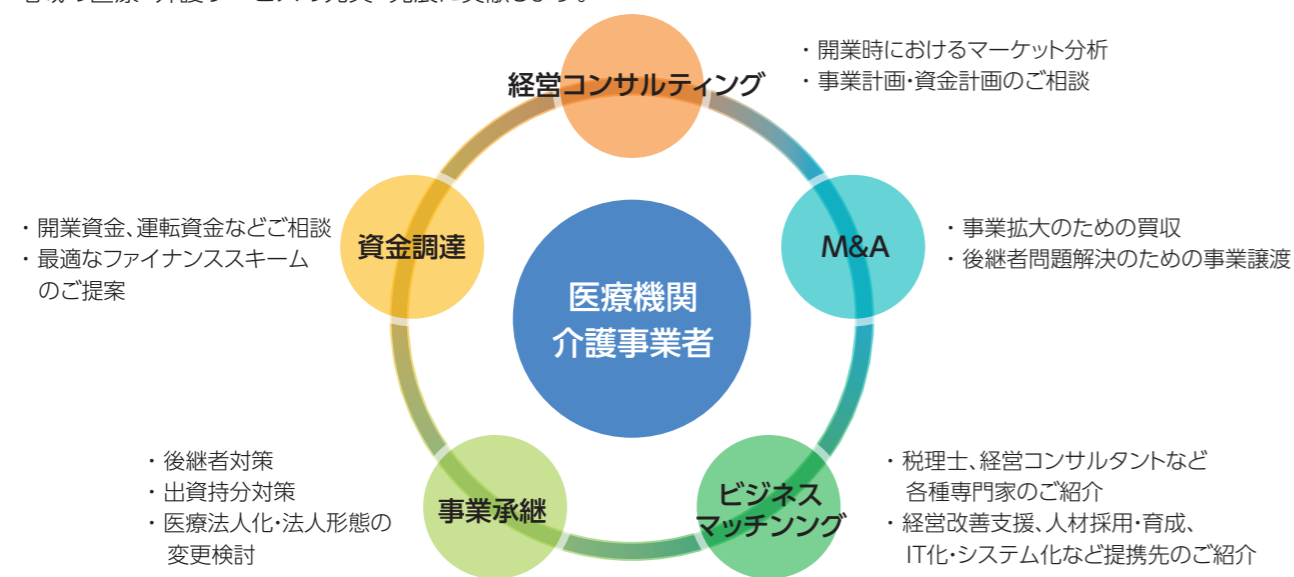 経営コンサルティング
・開業時におけるマーケット分析
・事業計画・資金計画のご相談
・開業資金、運転資金などご相談
・最適なファイナンススキーム
のご提案
資金調達
M&A
・事業拡大のための買収
・後継者問題解決のための事業譲渡
医療機関
介護事業者
・後継者対策
・出資持分対策
・医療法人化・法人形態の
変更検討
事業承継
ビジネス
マッチンング
・税理士、経営コンサルタントなど
各種専門家のご紹介
・経営改善支援、人材採用・育成、
IT化・システム化など提携先のご紹介